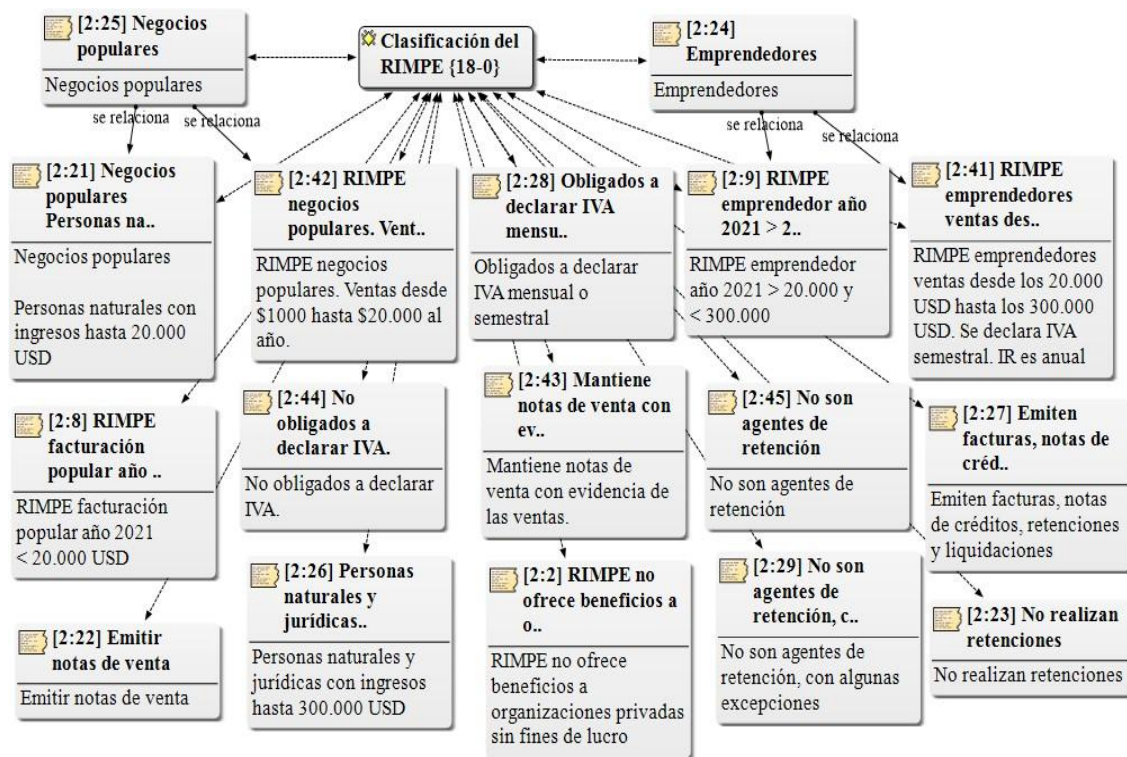 [2:25] Negocios
populares
Negocios populares
Clasificación del
RIMPE {18-0}
[2:24]
Emprendedores
Emprendedores
se relaciona
se relaciona
se relaciona
se relaciona
[2:21] Negocios
populares
Personas na..
Negocios populares
Personas naturales con
ingresos hasta 20.000
USD
[2:42] RIMPE
negocios
populares. Vent..
RIMPE negocios
populares. Ventas desde
$1000 hasta $20.000 al
año.
[2:28] Obligados a
declarar IVA
mensu..
Obligados a declarar
IVA mensual o
semestral
[2:9] RIMPE
emprendedor año
2021 > 2..
RIMPE emprendedor
año 2021 > 20.000 y
< 300.000
[2:41] RIMPE
emprendedores
ventas des..
RIMPE emprendedores
ventas desde los 20.000
USD hasta los 300.000
USD. Se declara IVA
semestral. IR es anual
[2:8] RIMPE
facturación
popular año ..
RIMPE facturación
popular año 2021
< 20.000 USD
[2:44] No
obligados a
declarar IVA.
No obligados a declarar
IVA.
[2:43] Mantiene
notas de venta con
ev..
Mantiene notas de
venta con evidencia de
las ventas.
[2:45] No son
agentes de
retención
No son agentes de
retención
[2:27] Emiten
facturas, notas de
créd..
Emiten facturas, notas
de créditos, retenciones
y liquidaciones
[2:22] Emitir
notas de venta
Emitir notas de venta
[2:26] Personas
naturales y
jurídicas..
Personas naturales y
jurídicas con ingresos
hasta 300.000 USD
[2:2] RIMPE no
ofrece beneficios a
o..
RIMPE no ofrece
beneficios a
organizaciones privadas
sin fines de lucro
[2:29] No son
agentes de
retención, c..
No son agentes de
retención, con algunas
excepciones
[2:23] No realizan
retenciones
No realizan retenciones